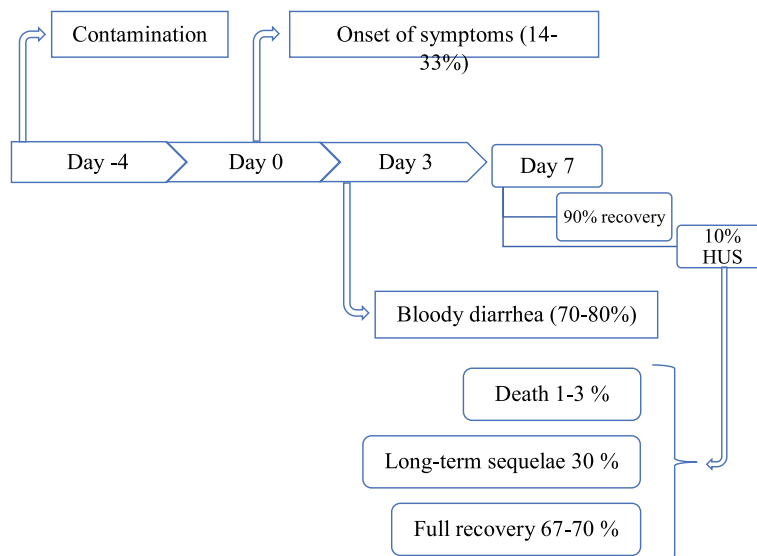 Contamination
Onset of symptoms (14-
33%)
Day -4
Day 0
Day 3
Day 7
90% recovery
10%
HUS
Bloody diarrhea (70-80%)
Death 1-3 %
Long-term sequelae 30 %
Full recovery 67-70 %